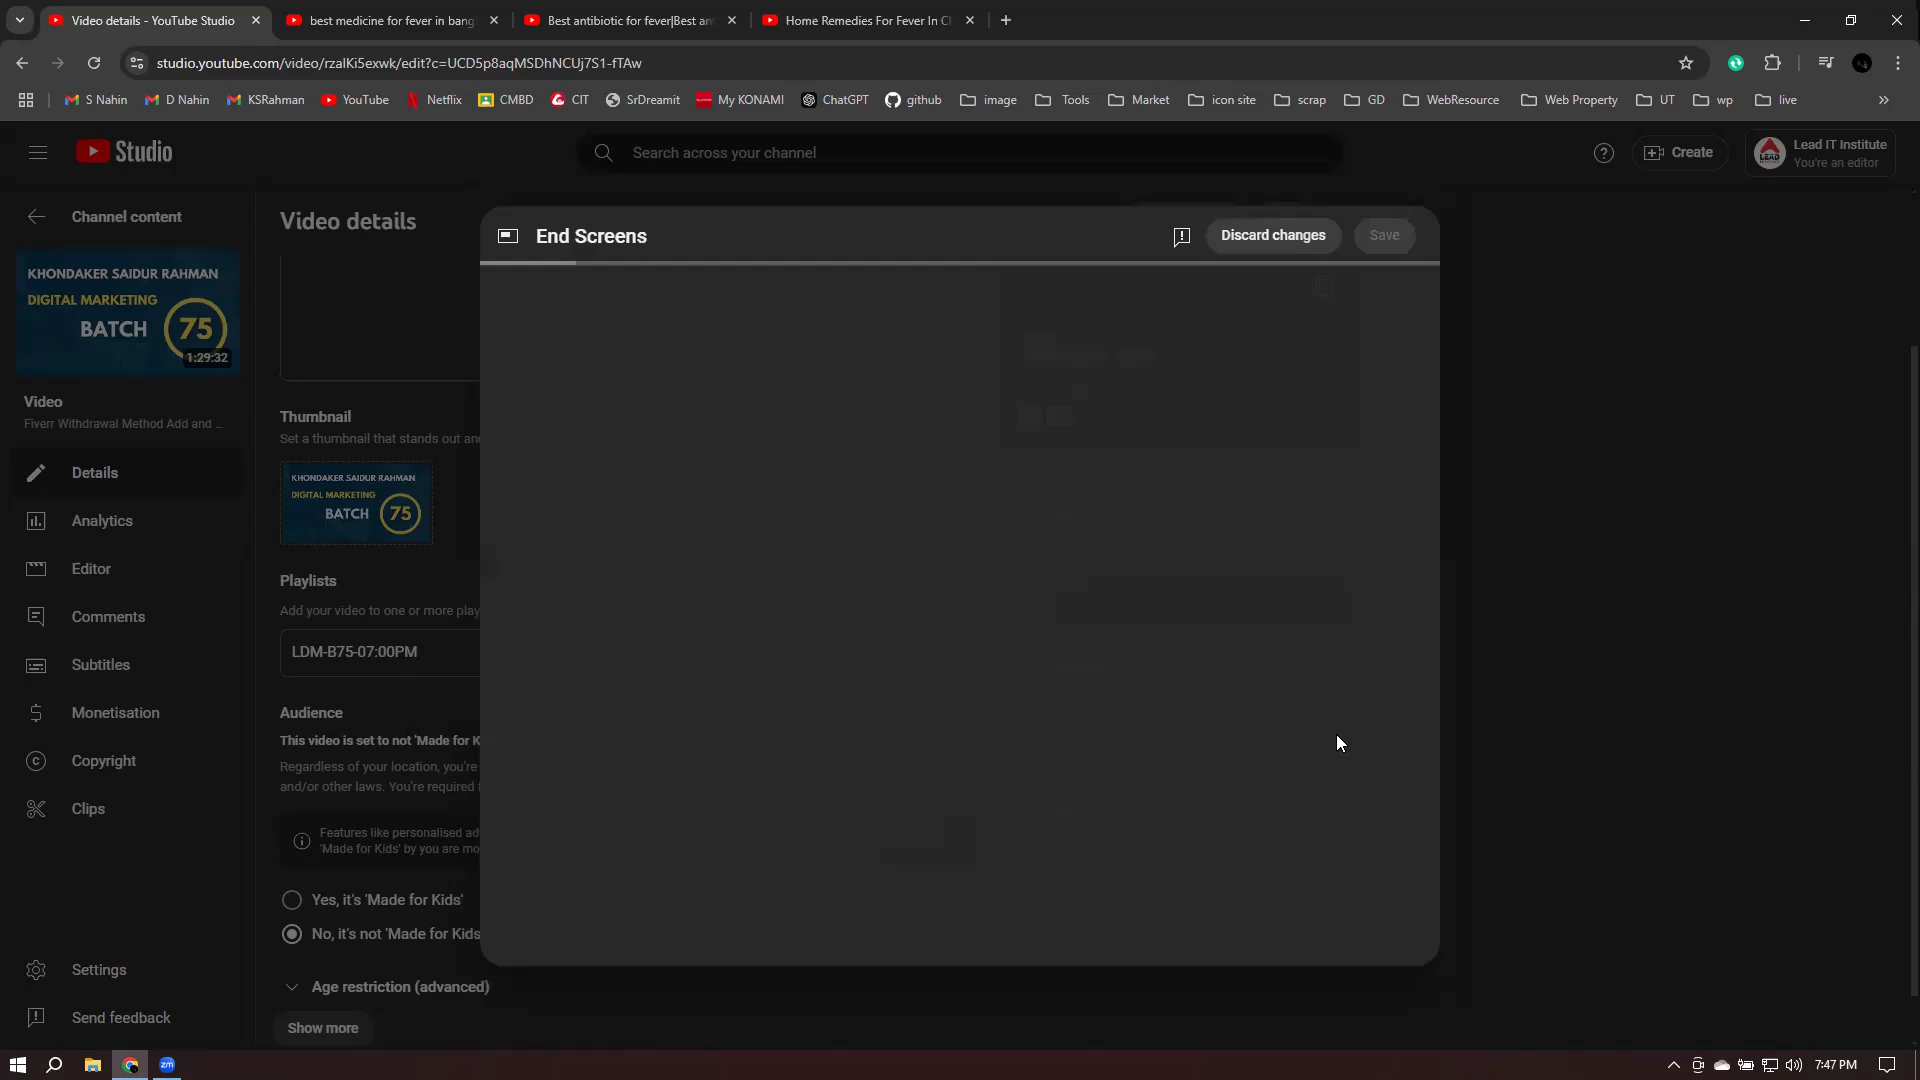 Video details - YouTube Studio
best medicine for fever in bang
Best antibiotic for fever|Best an
Home Remedies For Fever In C
studio.youtube.com/video/rzalKi5exwk/edit?c=UCD5p8aqMSDhNCUj7S1-fTAw
S Nahin
D Nahin
KSRahman
YouTube
Netflix
CMBD
CIT
SrDreamit
My KONAMI
ChatGPT
github
image
Tools
Market
icon site
scrap
GD
WebResource
Web Property
UT
wp
live
Studio
Search across your channel
Create
Lead IT Institute
You're an editor
Channel content
KHONDAKER SAIDUR RAHMAN
DIGITAL MARKETING
BATCH 75
1:29:32
Video
Fiverr Withdrawal Method Add and ...
Details
Analytics
Editor
Comments
Subtitles
Monetisation
Copyright
Clips
Settings
Send feedback
Video details
Thumbnail
Set a thumbnail that stands out an
KHONDAKER SAIDUR RAHMAN
DIGITAL MARKETING
BATCH 75
Playlists
Add your video to one or more play
LDM-B75-07:00PM
Audience
This video is set to not 'Made for K
Regardless of your location, you're
and/or other laws. You're required
Features like personalised ad
'Made for Kids' by you are mo
Yes, it's 'Made for Kids'
No, it's not 'Made for Kids
Age restriction (advanced)
Show more
End Screens
Discard changes
Save
zm
7:47 PM